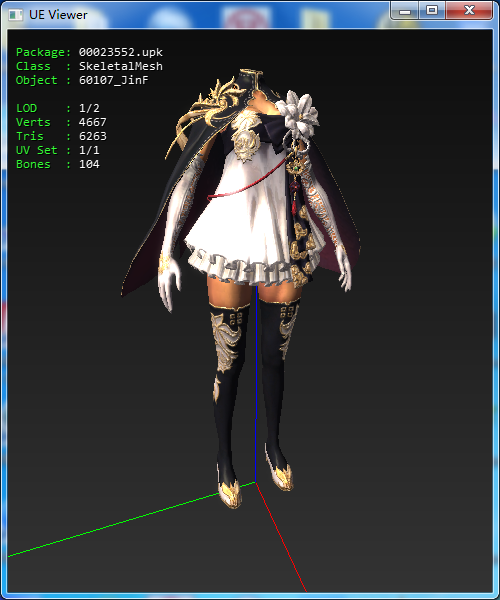 UE Viewer
Package: 00023552.upk
Class : SkeletalMesh
Object : 60107_JinF
LOD : 1/2
Verts : 4667
Tris : 6263
UV Set : 1/1
Bones : 104